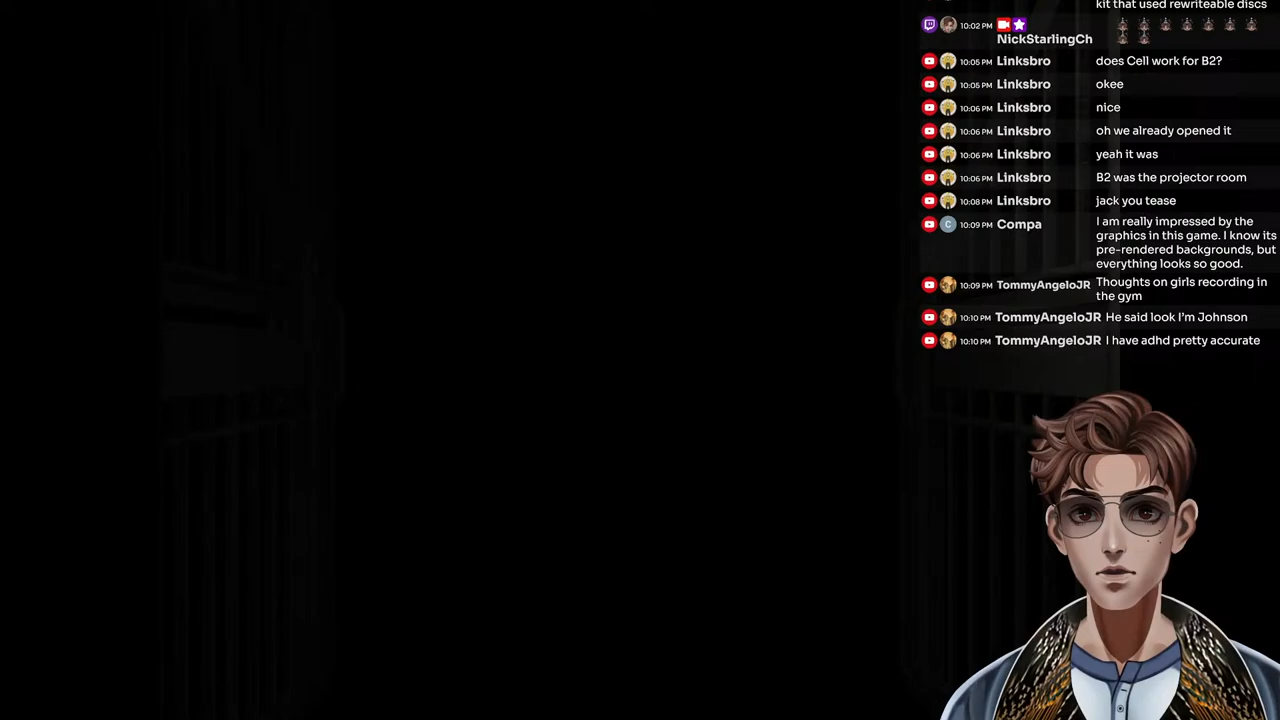 kit that used rewriteable discs
10:02 PM
NickStarlingCh
10:05 PM Linksbro does Cell work for B2?
10:05 PM Linksbro okee
10:06 PM Linksbro nice
10:06 PM Linksbro oh we already opened it
10:06 PM Linksbro yeah it was
10:06 PM Linksbro B2 was the projector room
10:08 PM Linksbro jack you tease
10:09 PM Compa I am really impressed by the
graphics in this game. I know its
pre-rendered backgrounds, but
everything looks so good.
10:09 PM TommyAngeloJR Thoughts on girls recording in
the gym
10:10 PM TommyAngeloJR He said look I’m Johnson
10:10 PM TommyAngeloJR I have adhd pretty accurate
C